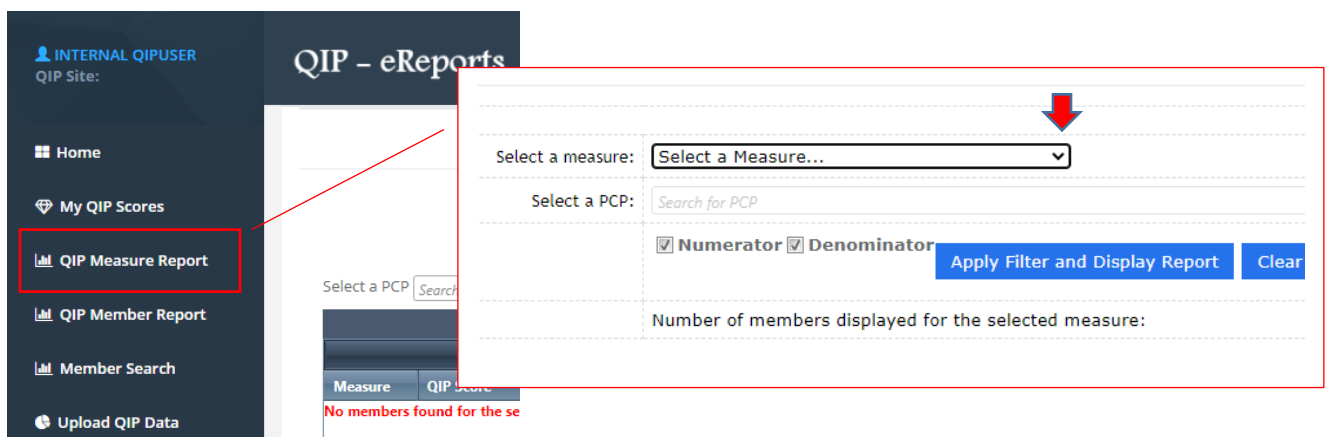 INTERNAL QIPUSER
QIP Site:
Home
My QIP Scores
QIP Measure Report
QIP Member Report
Member Search
Upload QIP Data
QIP – eReports
Select a PCP Search
Measure QIP Score
No members found for the se
Select a measure: Select a Measure...
Select a PCP: Search for PCP
Numerator Denominator
Apply Filter and Display Report Clear
Number of members displayed for the selected measure: